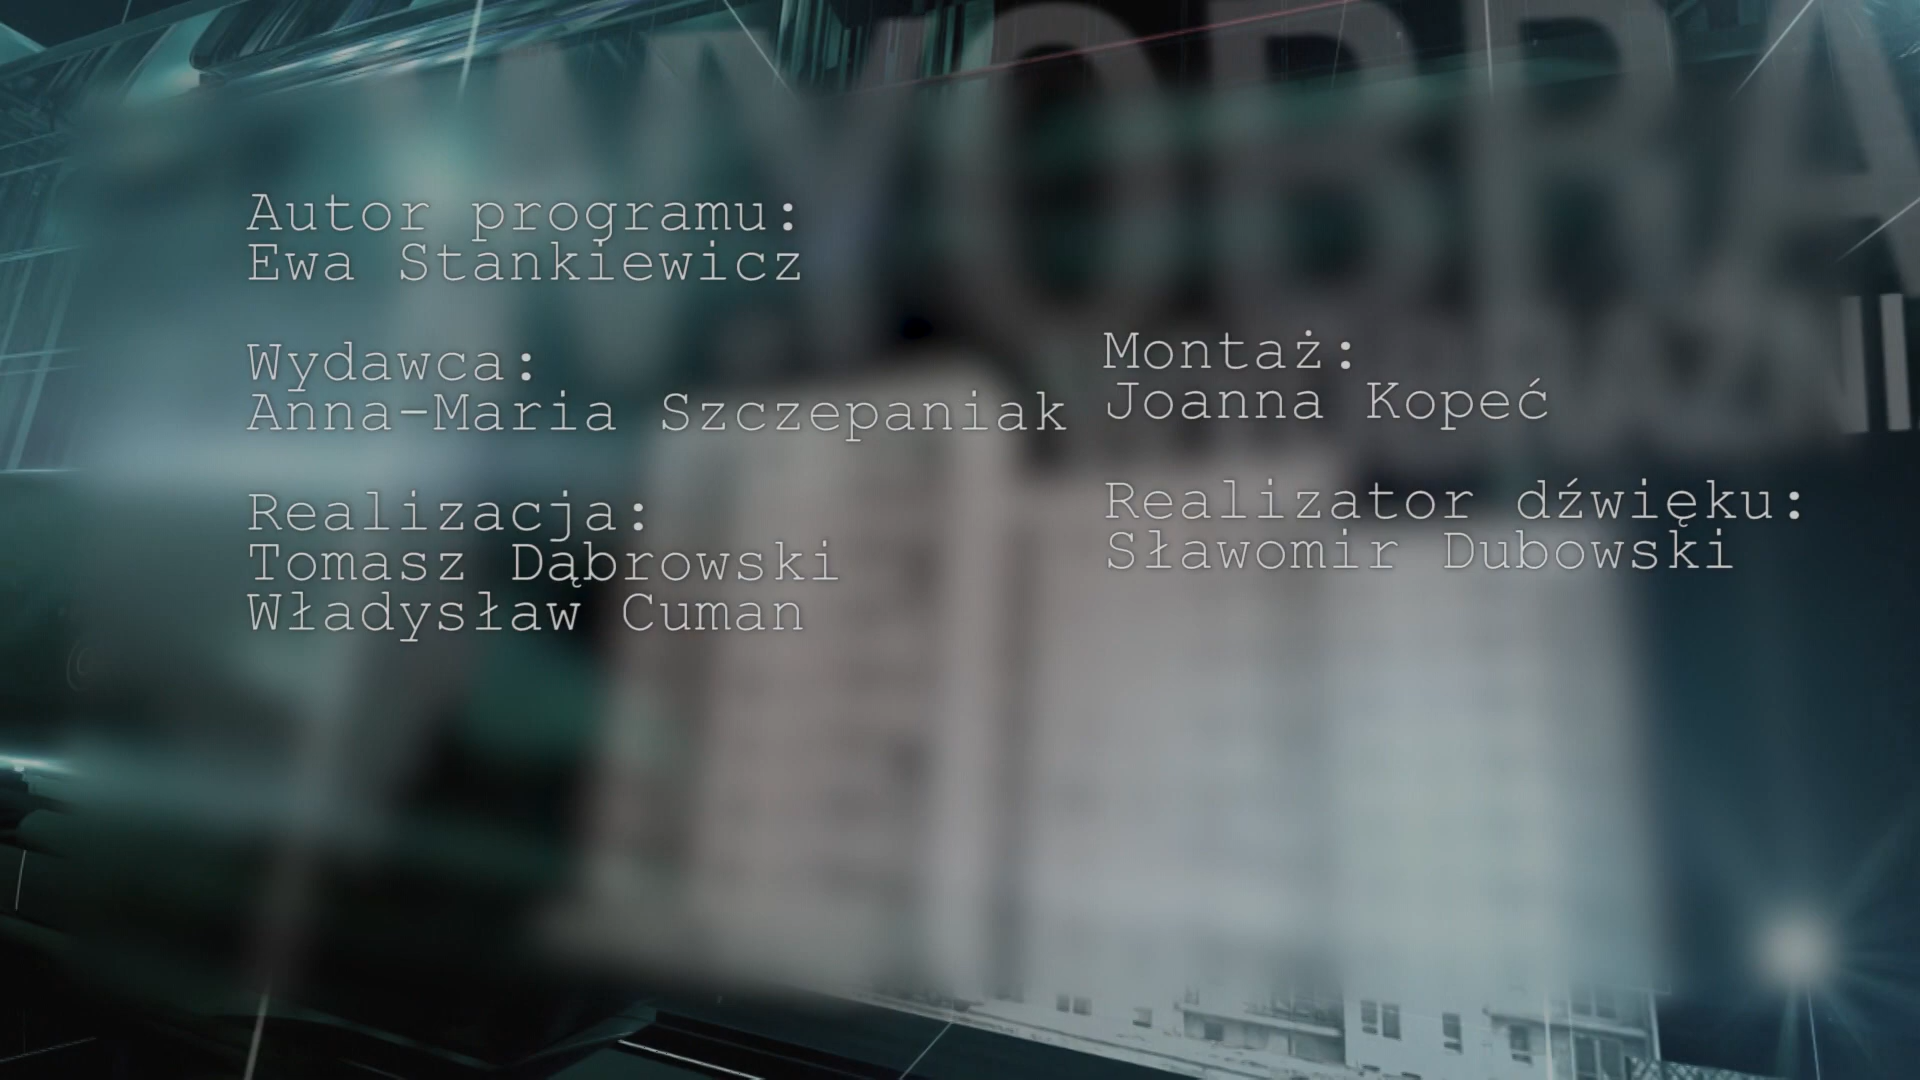 Autor programu:
Ewa Stankiewicz
Wydawca:
Anna-Maria Szczepaniak
Realizacja:
Tomasz Dąbrowski
Władysław Cuman
Montaż:
Joanna Kopeć
Realizator dźwięku:
Sławomir Dubowski